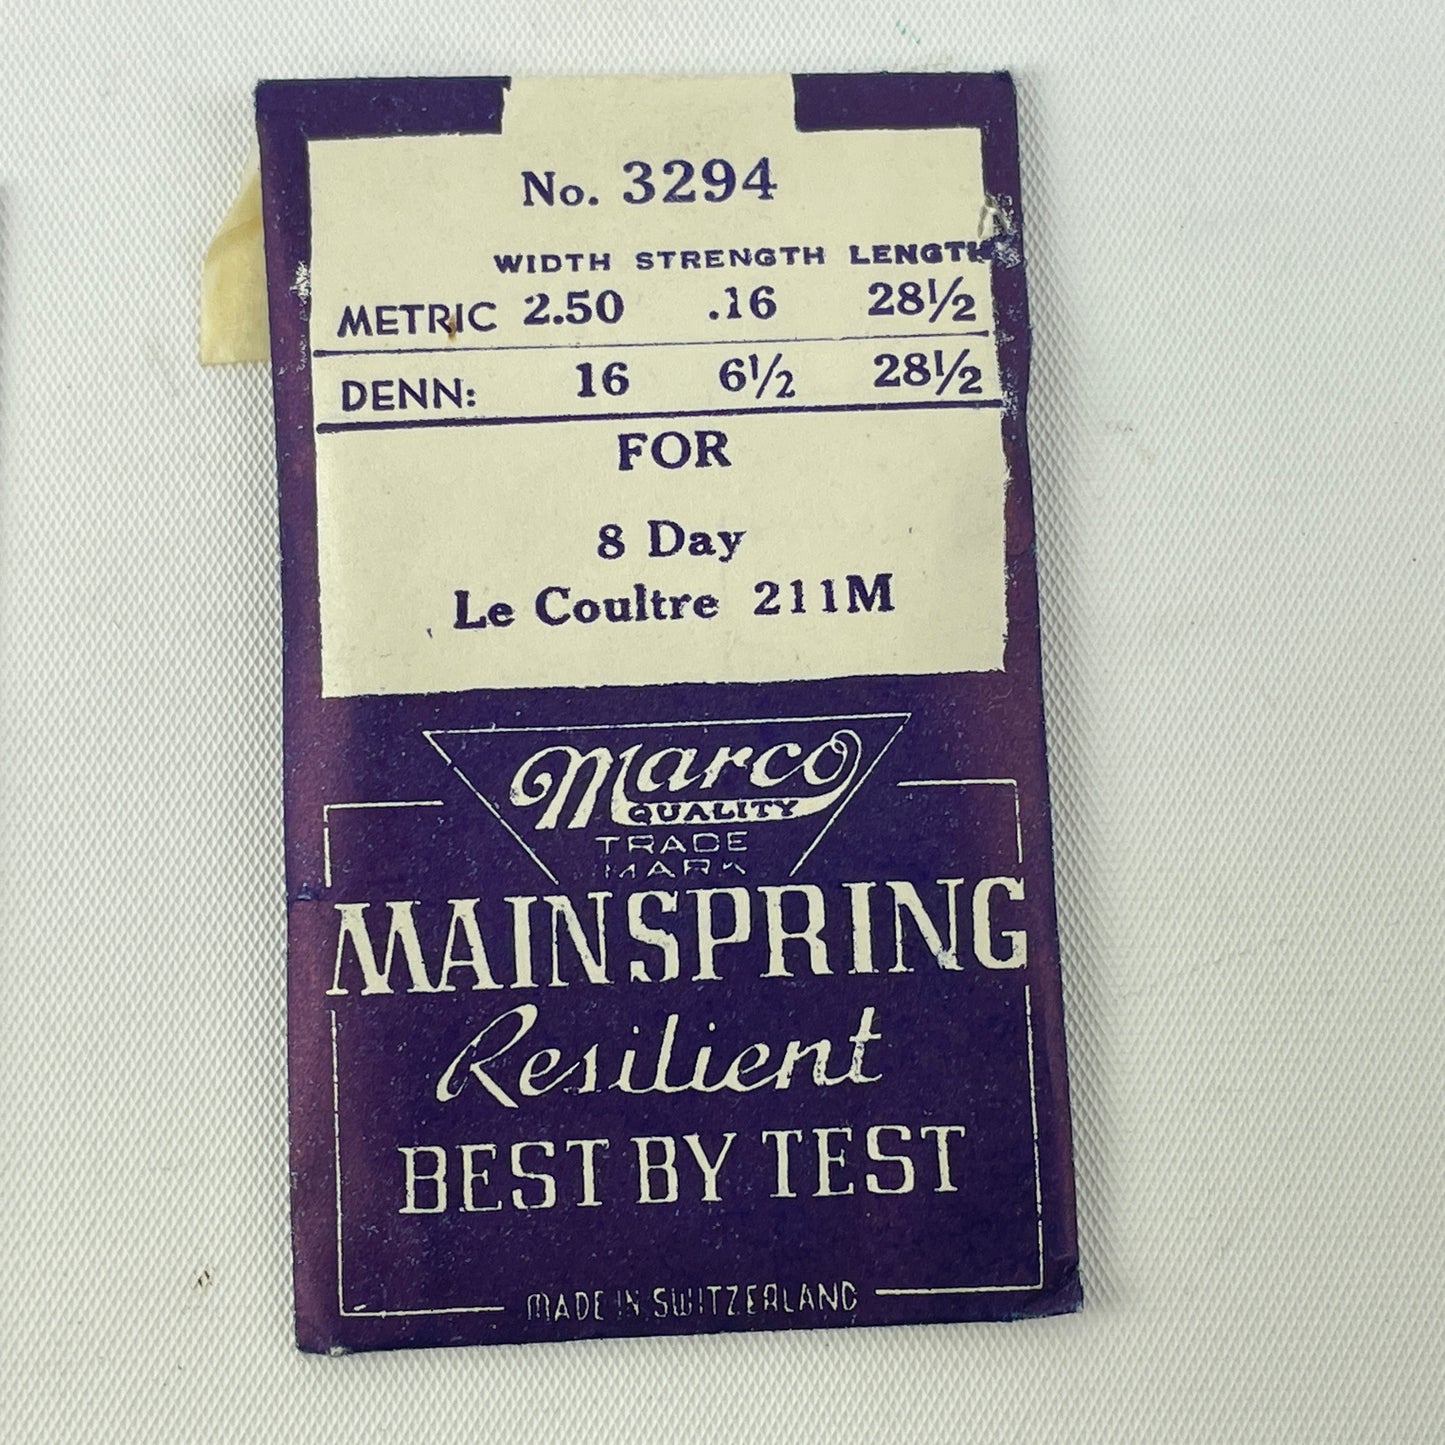 No. 3294
WIDTH STRENGTH LENGTH
METRIC 2.50 .16 28½
DENN: 16 6½ 28½
FOR
8 Day
Le Coultre 211M
Marco
QUALITY
TRADE
MARK
MAINSPRING
Resilient
BEST BY TEST
MADE IN SWITZERLAND